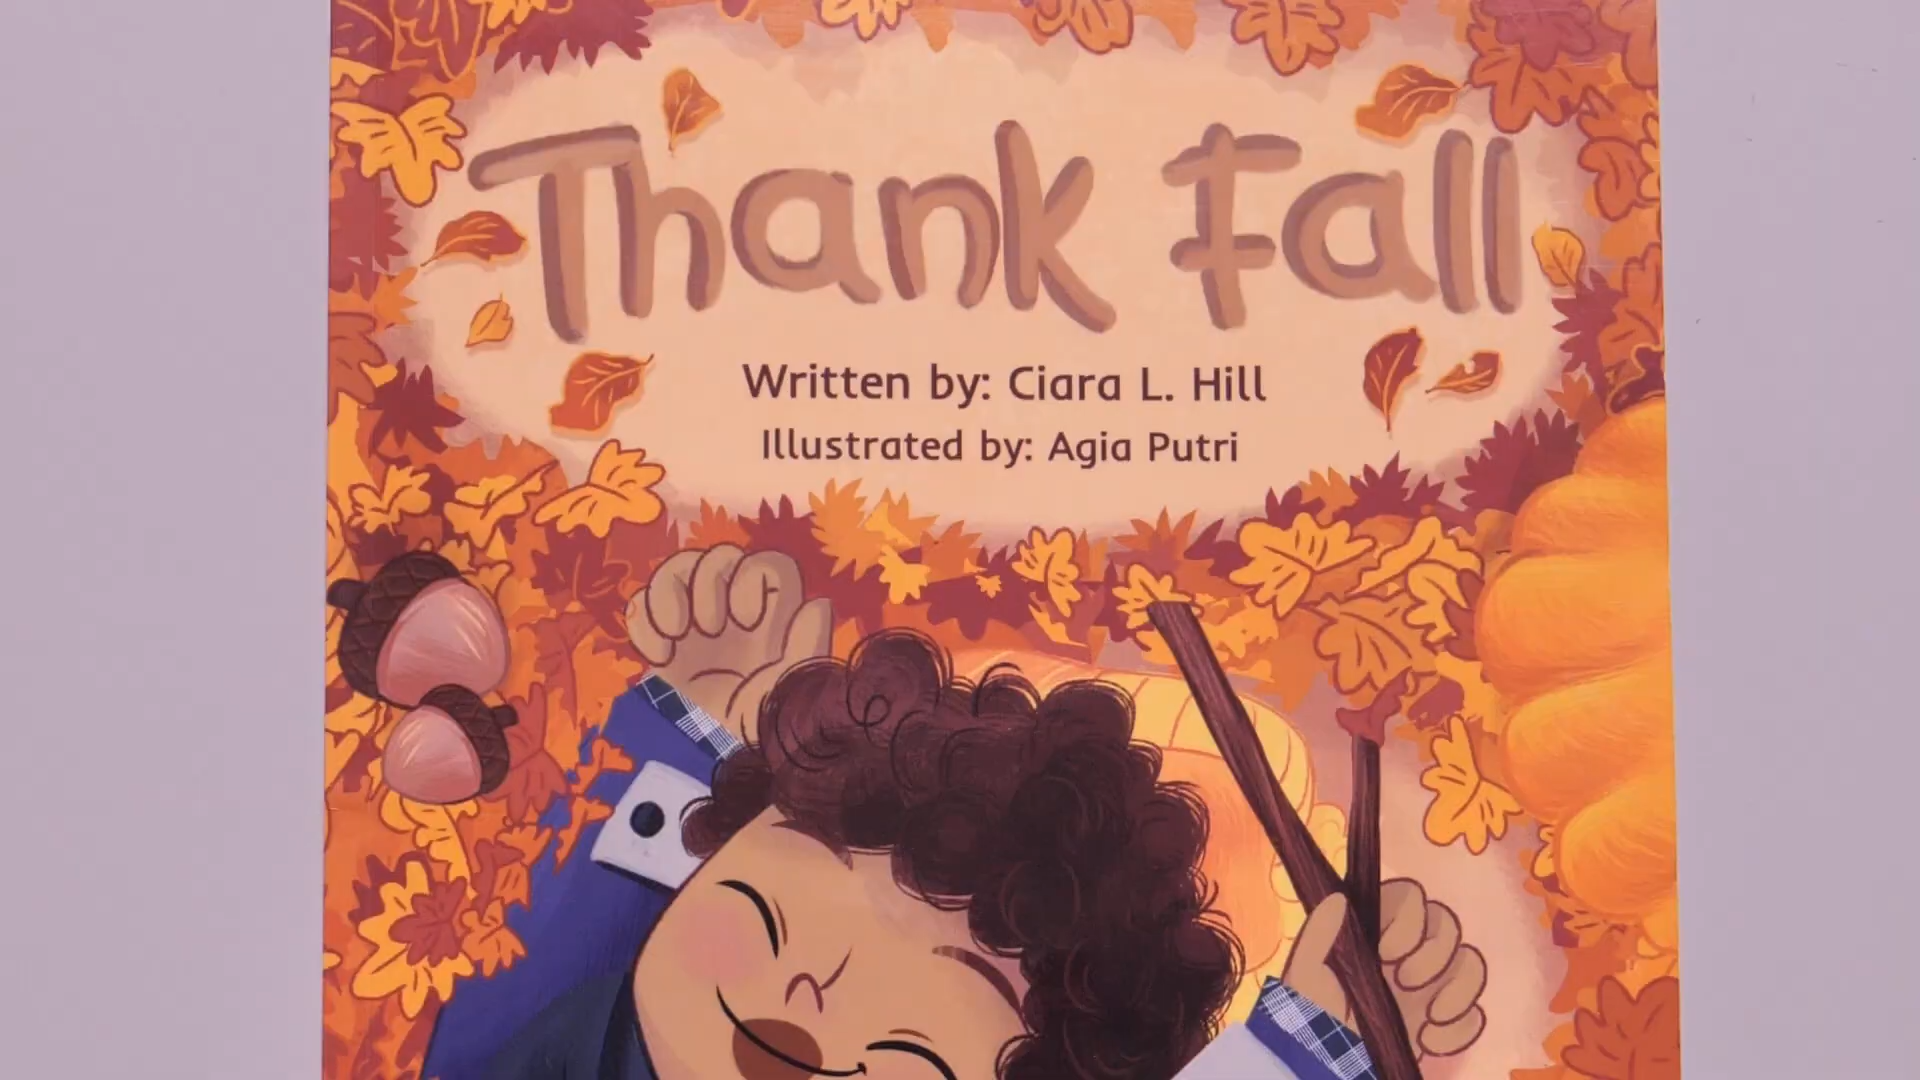 Thank Fall
Written by: Ciara L. Hill
Illustrated by: Agia Putri